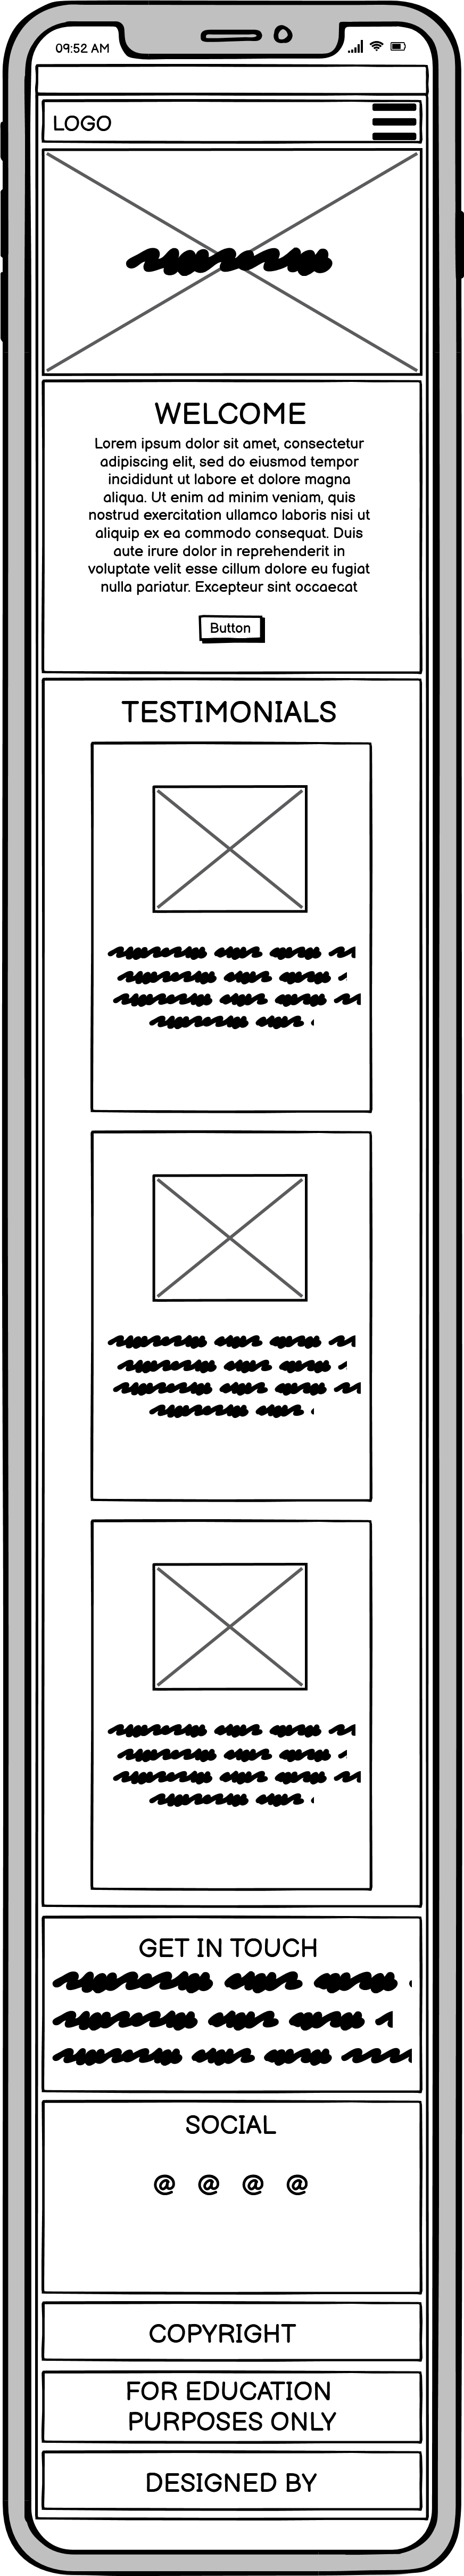 09:52 AM
LOGO
WELCOME
Lorem ipsum dolor sit amet, consectetur
adipiscing elit, sed do eiusmod tempor
incididunt ut labore et dolore magna
aliqua. Ut enim ad minim veniam, quis
nostrud exercitation ullamco laboris nisi ut
aliquip ex ea commodo consequat. Duis
aute irure dolor in reprehenderit in
voluptate velit esse cillum dolore eu fugiat
nulla pariatur. Excepteur sint occaecat
Button
TESTIMONIALS
GET IN TOUCH
SOCIAL
@ @ @ @
COPYRIGHT
FOR EDUCATION
PURPOSES ONLY
DESIGNED BY